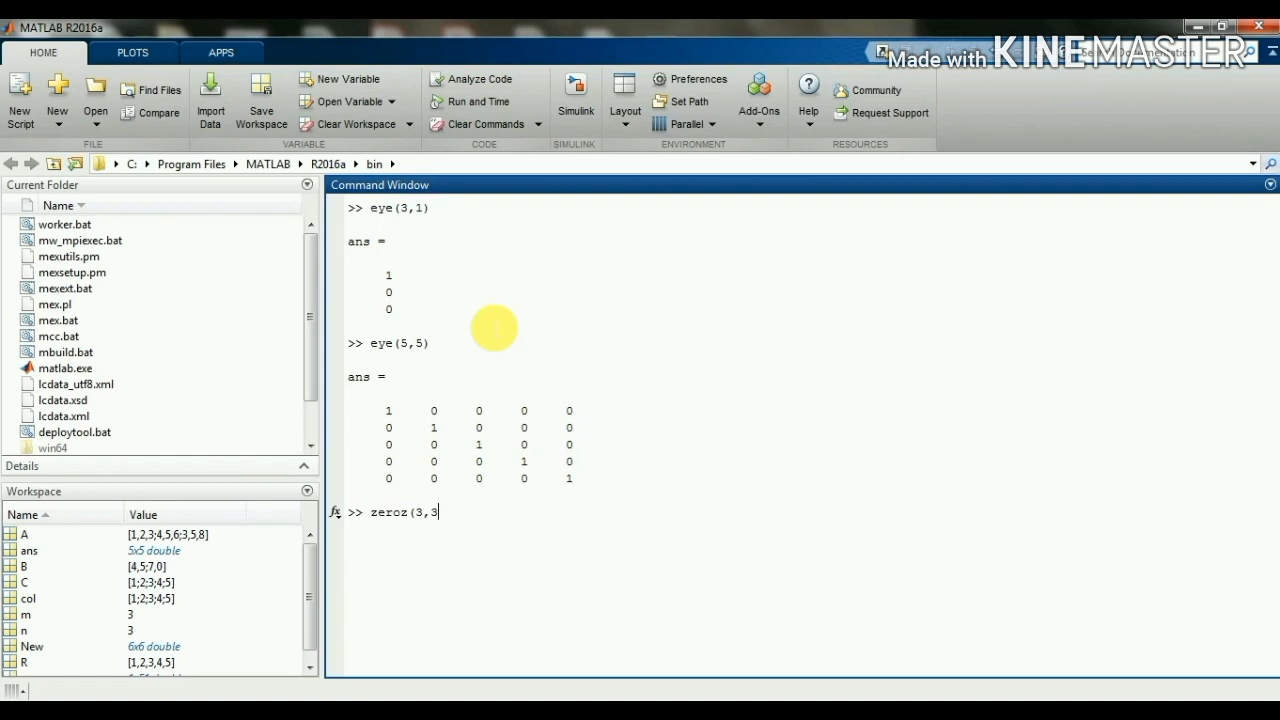 MATLAB R2016a
Made with KINEMASTER
HOME PLOTS APPS
New Script
New
Open
Find Files
Compare
Import Data
Save Workspace
New Variable
Open Variable
Clear Workspace
Analyze Code
Run and Time
Clear Commands
Simulink
Layout
Preferences
Set Path
Parallel
Add-Ons
Help
Community
Request Support
FILE VARIABLE CODE SIMULINK ENVIRONMENT RESOURCES
C: Program Files MATLAB R2016a bin
Current Folder
Name
worker.bat
mw_mpiexec.bat
mexutils.pm
mexsetup.pm
mexext.bat
mex.pl
mex.bat
mcc.bat
mbuild.bat
matlab.exe
lcdata_utf8.xml
lcdata.xsd
lcdata.xml
deploytool.bat
win64
Details
Workspace
Name Value
A [1,2,3;4,5,6;3,5,8]
ans 5x5 double
B [4,5;7,0]
C [1;2;3;4;5]
col [1;2;3;4;5]
m 3
n 3
New 6x6 double
R [1,2,3,4,5]
Command Window
>> eye(3,1)
ans =
1
0
0
>> eye(5,5)
ans =
1 0 0 0 0
0 1 0 0 0
0 0 1 0 0
0 0 0 1 0
0 0 0 0 1
fx >> zeroz(3,3